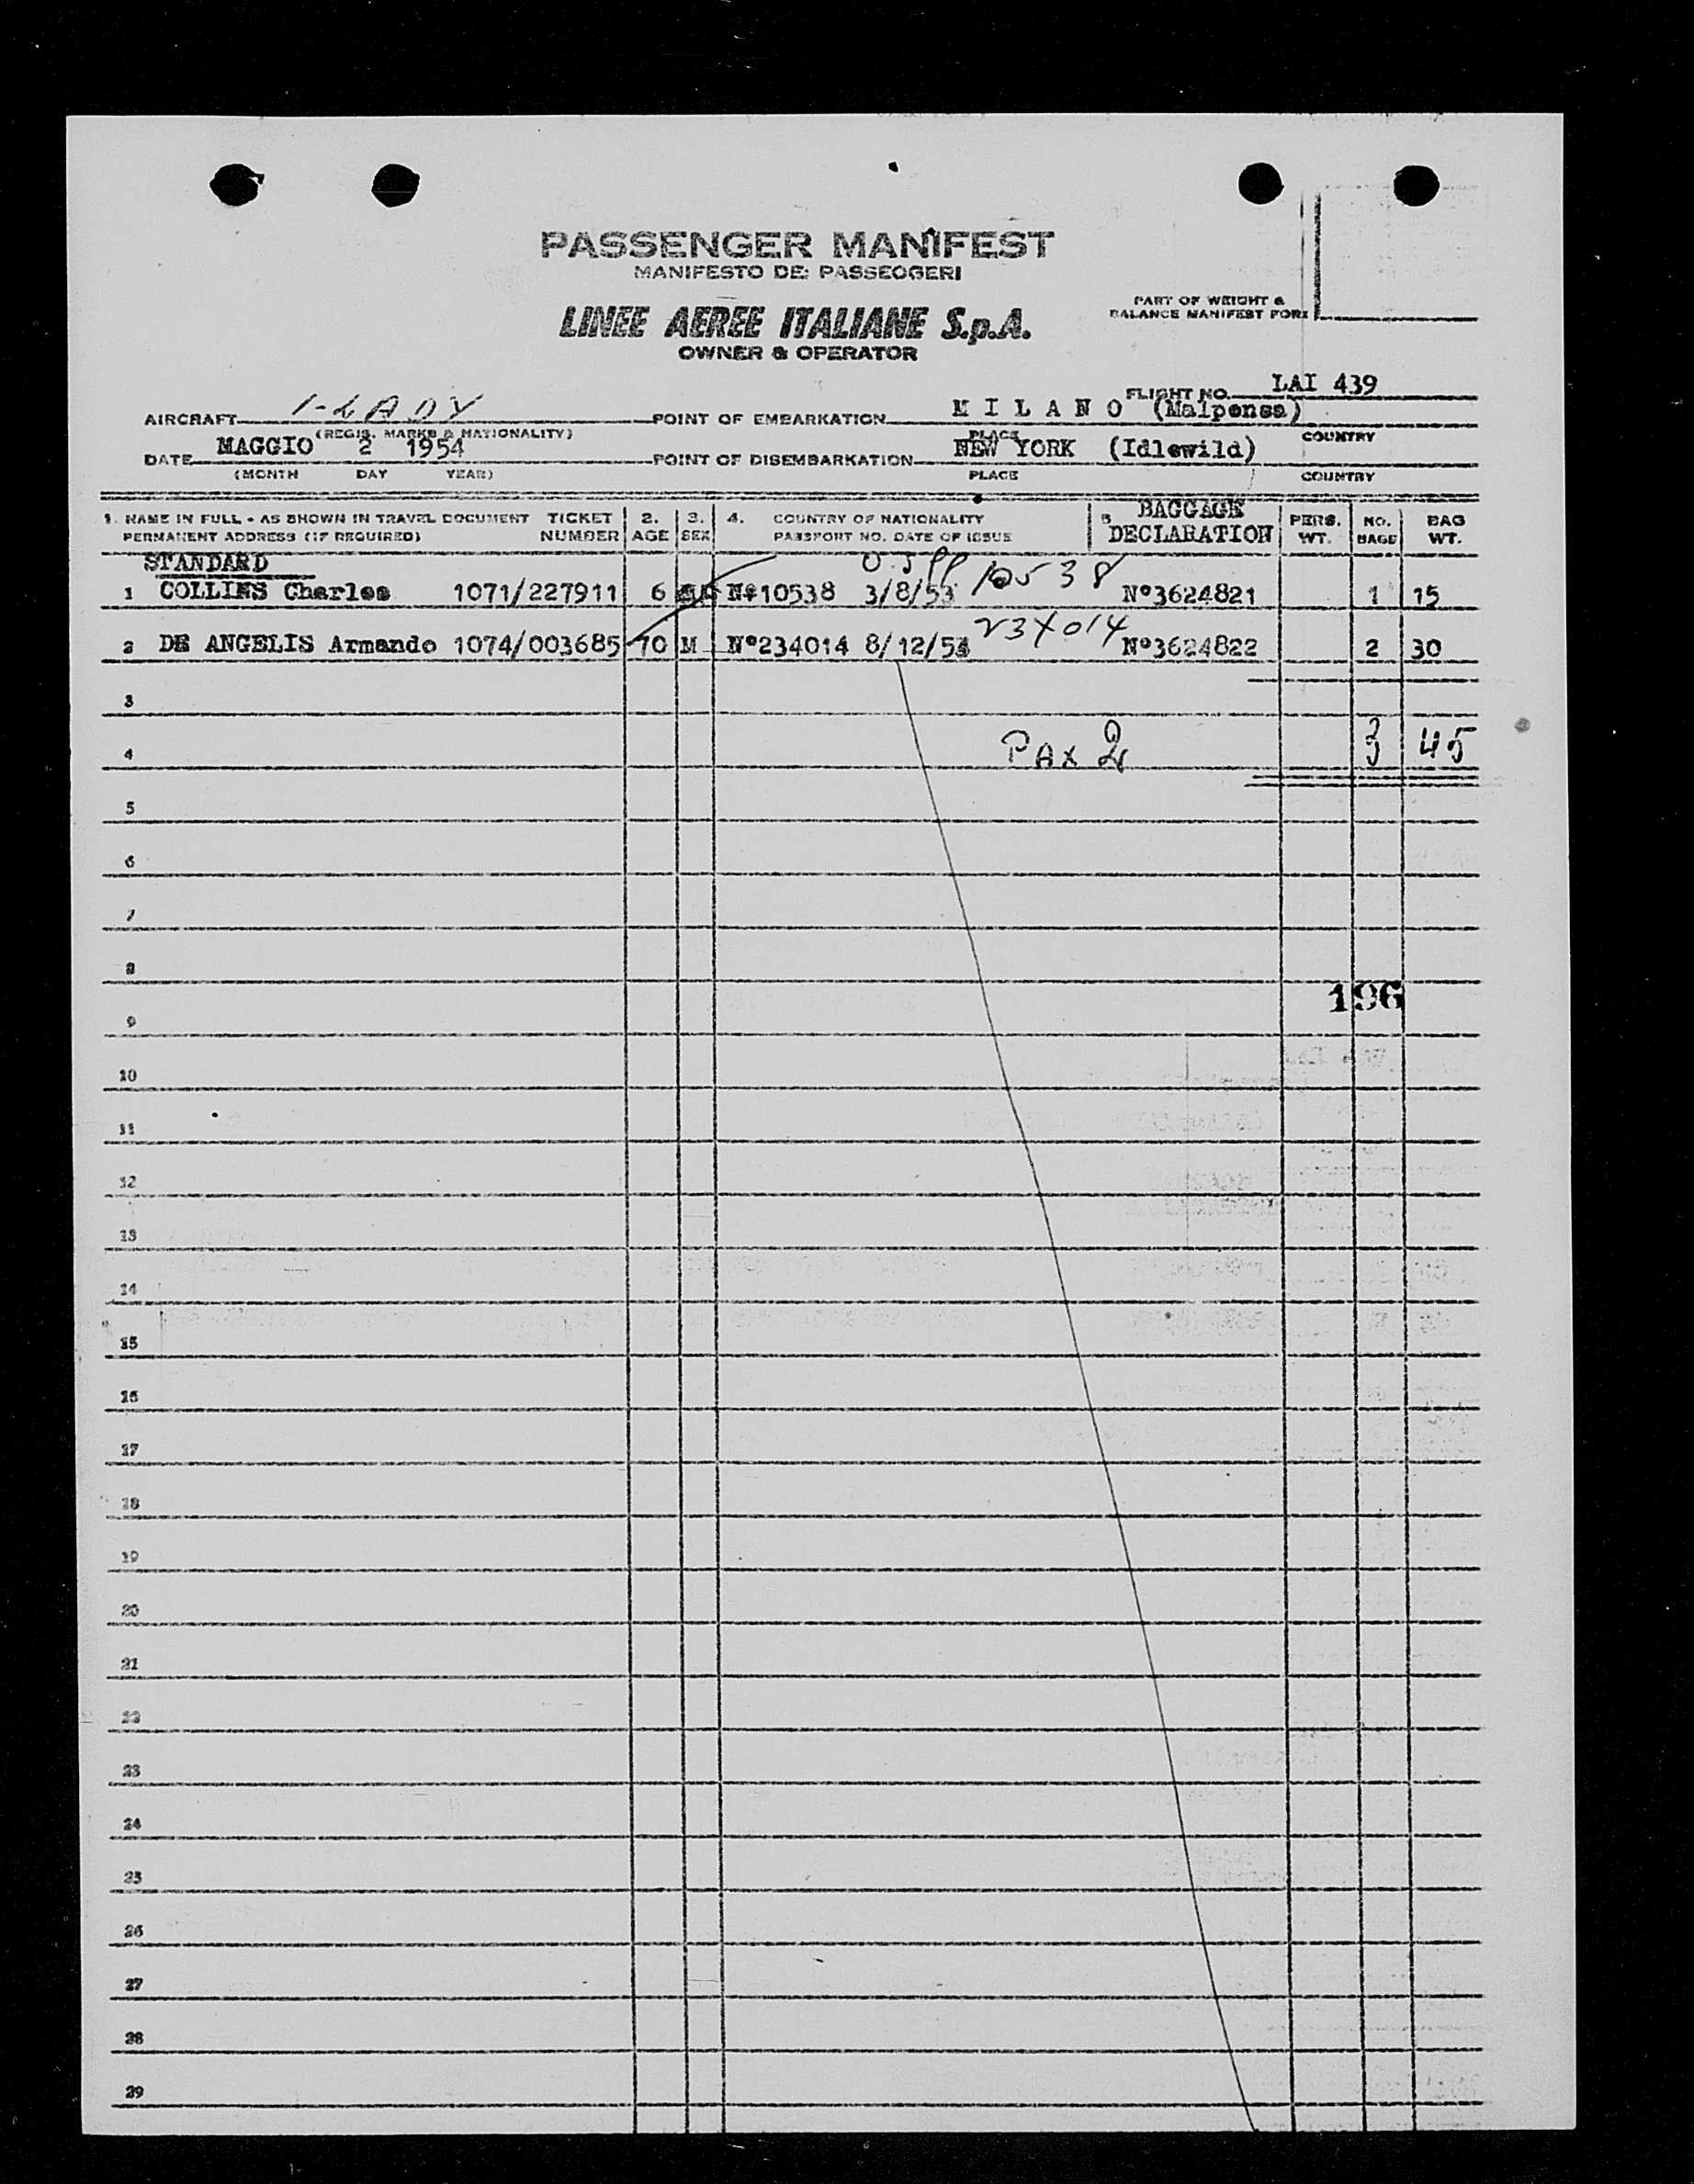 PASSENGER MANIFEST
MANIFESTO DEI PASSEGGERI
LINEE AEREE ITALIANE S.p.A.
OWNER & OPERATOR
PART OF WEIGHT &
BALANCE MANIFEST FORM
FLIGHT NO. LAI 439
AIRCRAFT I-LADY POINT OF EMBARKATION MILANO (Malpensa)
(REGIS. MARKS & NATIONALITY) PLACE COUNTRY
DATE MAGGIO 2 1954 POINT OF DISEMBARKATION NEW YORK (Idlewild)
(MONTH DAY YEAR) PLACE COUNTRY
1. NAME IN FULL - AS SHOWN IN TRAVEL DOCUMENT TICKET 2. 3. 4. COUNTRY OF NATIONALITY 5. BAGGAGE PERS. NO. BAG
PERMANENT ADDRESS (IF REQUIRED) NUMBER AGE SEX PASSPORT NO. DATE OF ISSUE DECLARATION WT. BAGS WT.
STANDARD
1 COLLINS Charles 1071/227911 6 Nº10538 3/8/53 10538 Nº3624821 1 15
2 DE ANGELIS Armando 1074/003685 70 M Nº234014 8/12/53 234014 Nº3624822 2 30
3
4 PAX 2 3 45
5
6
7
8
196
9
10
11
12
13
14
15
16
17
18
19
20
21
22
23
24
25
26
27
28
29